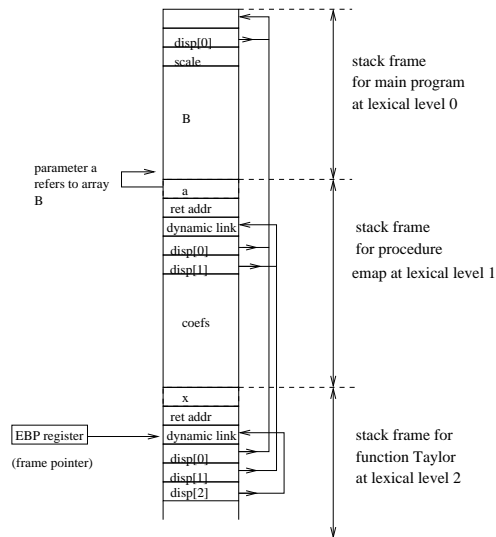 disp[0]
scale
B
stack frame
for main program
at lexical level 0
parameter a
refers to array
B
a
ret addr
dynamic link
disp[0]
disp[1]
coefs
stack frame
for procedure
emap at lexical level 1
x
ret addr
dynamic link
disp[0]
disp[1]
disp[2]
EBP register
(frame pointer)
stack frame for
function Taylor
at lexical level 2